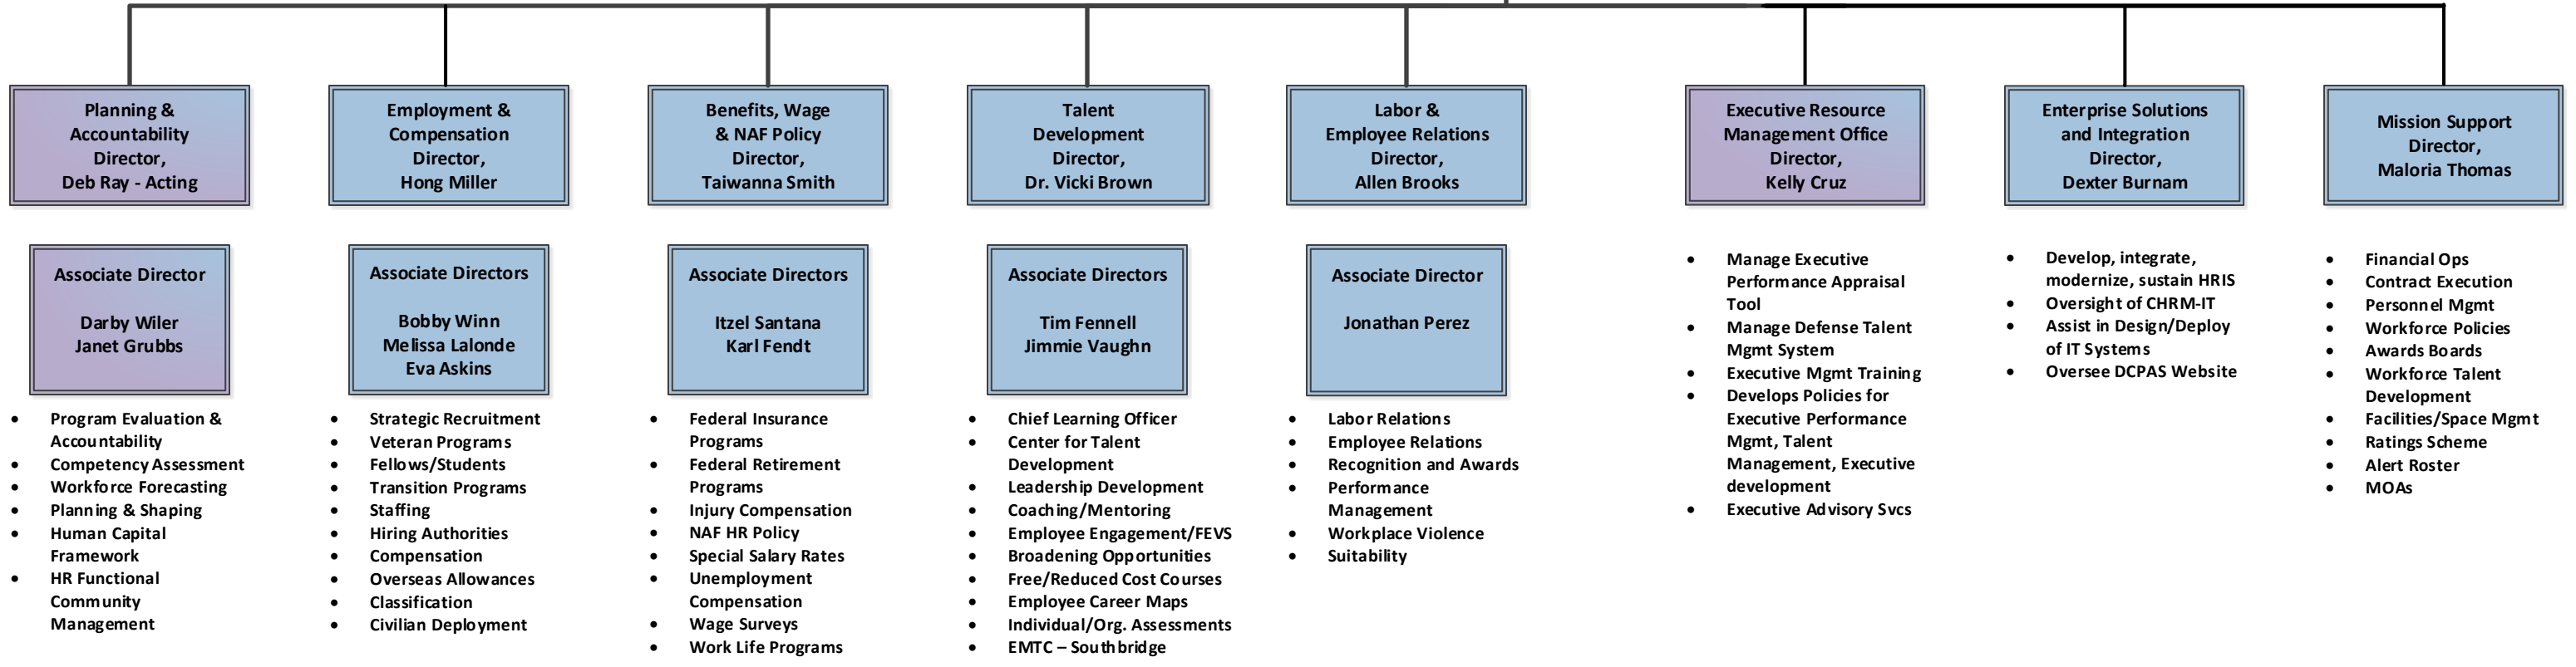 Planning &
Accountability
Director,
Deb Ray - Acting
Employment &
Compensation
Director,
Hong Miller
Benefits, Wage
& NAF Policy
Director,
Taiwanna Smith
Talent
Development
Director,
Dr. Vicki Brown
Labor &
Employee Relations
Director,
Allen Brooks
Executive Resource
Management Office
Director,
Kelly Cruz
Enterprise Solutions
and Integration
Director,
Dexter Burnam
Mission Support
Director,
Maloria Thomas
Associate Director
Darby Wiler
Janet Grubbs
Associate Directors
Bobby Winn
Melissa Lalonde
Eva Askins
Associate Directors
Itzel Santana
Karl Fendt
Associate Directors
Tim Fennell
Jimmie Vaughn
Associate Director
Jonathan Perez
• Program Evaluation &
Accountability
• Competency Assessment
• Workforce Forecasting
• Planning & Shaping
• Human Capital
Framework
• HR Functional
Community
Management
• Strategic Recruitment
• Veteran Programs
• Fellows/Students
• Transition Programs
• Staffing
• Hiring Authorities
• Compensation
• Overseas Allowances
• Classification
• Civilian Deployment
• Federal Insurance
Programs
• Federal Retirement
Programs
• Injury Compensation
• NAF HR Policy
• Special Salary Rates
• Unemployment
Compensation
• Wage Surveys
• Work Life Programs
• Chief Learning Officer
• Center for Talent
Development
• Leadership Development
• Coaching/Mentoring
• Employee Engagement/FEVS
• Broadening Opportunities
• Free/Reduced Cost Courses
• Employee Career Maps
• Individual/Org. Assessments
• EMTC – Southbridge
• Labor Relations
• Employee Relations
• Recognition and Awards
• Performance
Management
• Workplace Violence
• Suitability
• Manage Executive
Performance Appraisal
Tool
• Manage Defense Talent
Mgmt System
• Executive Mgmt Training
• Develops Policies for
Executive Performance
Mgmt, Talent
Management, Executive
development
• Executive Advisory Svcs
• Develop, integrate,
modernize, sustain HRIS
• Oversight of CHRM-IT
• Assist in Design/Deploy
of IT Systems
• Oversee DCPAS Website
• Financial Ops
• Contract Execution
• Personnel Mgmt
• Workforce Policies
• Awards Boards
• Workforce Talent
Development
• Facilities/Space Mgmt
• Ratings Scheme
• Alert Roster
• MOAs